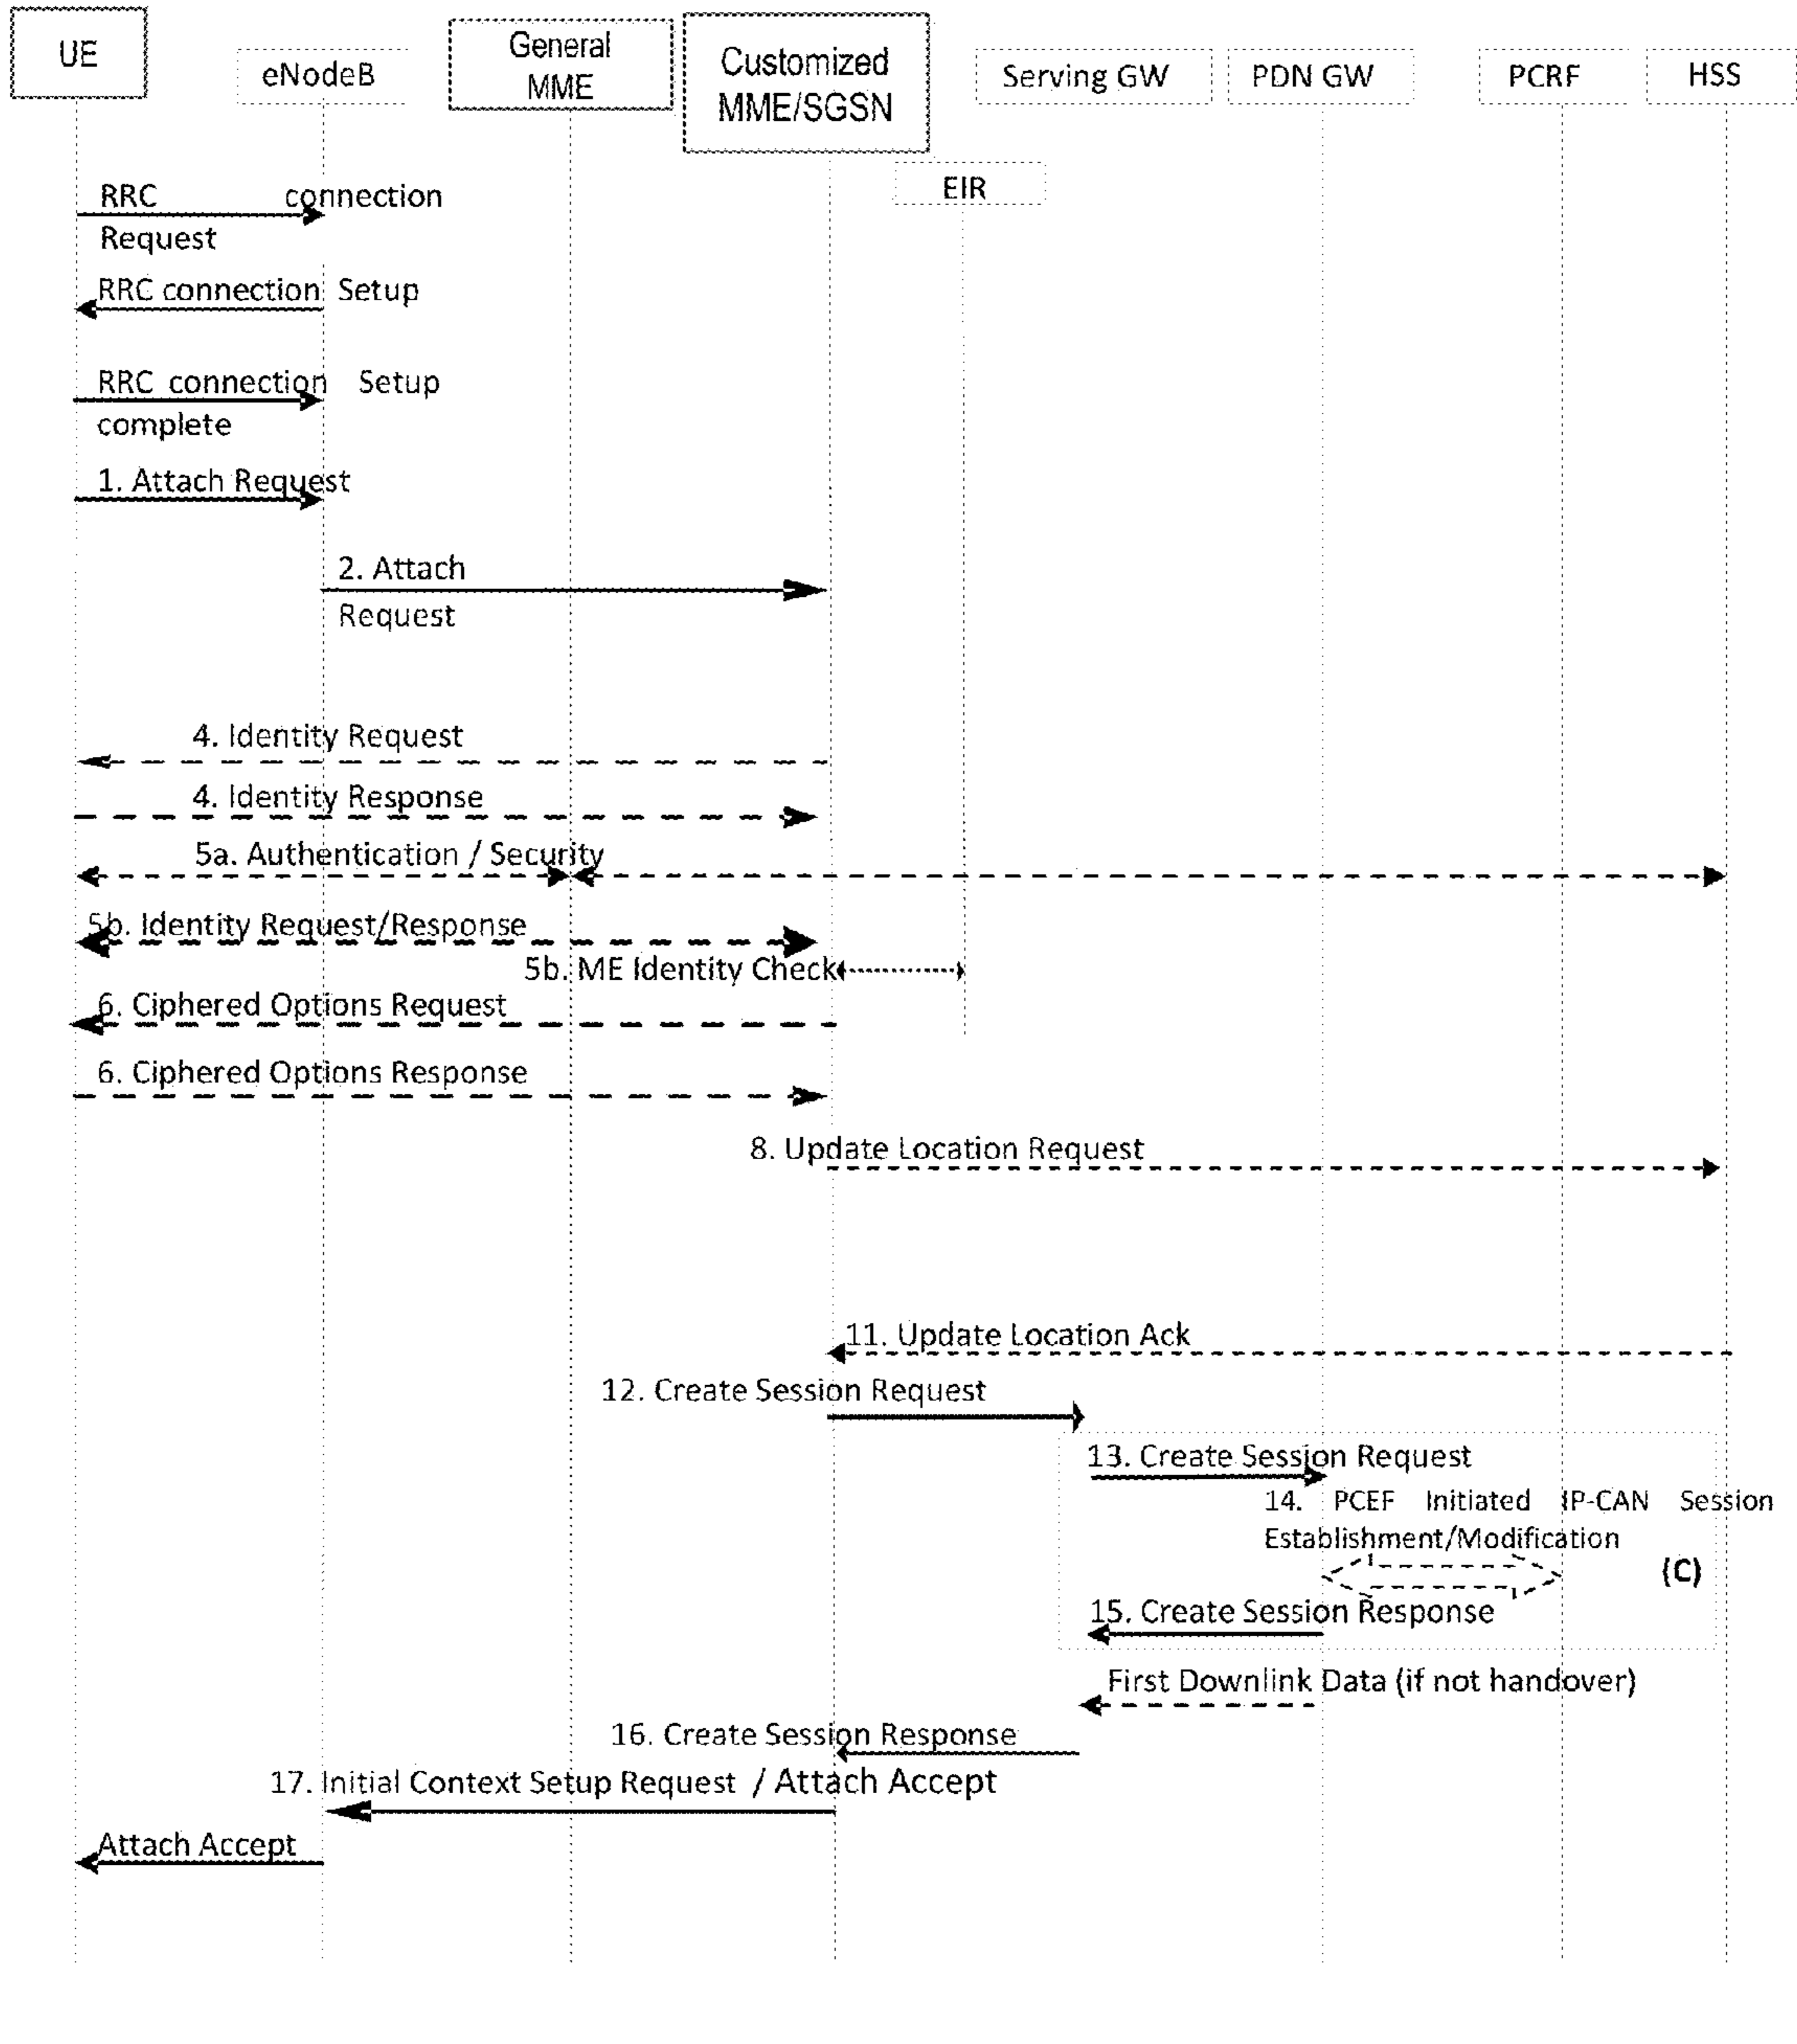 UE
eNodeB
General
MME
Customized
MME/SGSN
Serving GW
PDN GW
PCRF
HSS
EIR
RRC connection
Request
RRC connection Setup
RRC connection Setup
complete
1. Attach Request
2. Attach
Request
4. Identity Request
4. Identity Response
5a. Authentication / Security
5b. Identity Request/Response
5b. ME Identity Check
6. Ciphered Options Request
6. Ciphered Options Response
8. Update Location Request
11. Update Location Ack
12. Create Session Request
13. Create Session Request
14. PCEF Initiated IP-CAN Session
Establishment/Modification
(C)
15. Create Session Response
First Downlink Data (if not handover)
16. Create Session Response
17. Initial Context Setup Request / Attach Accept
Attach Accept